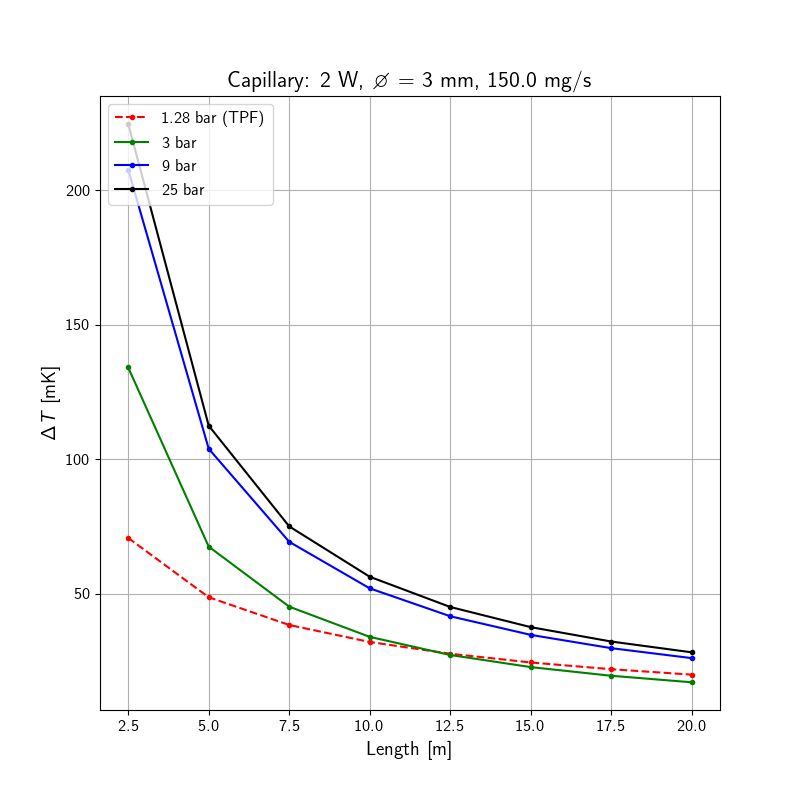 Capillary: 2 W, ∅ = 3 mm, 150.0 mg/s
1.28 bar (TPF)
3 bar
9 bar
25 bar
200
150
100
50
Δ T [mK]
2.5 5.0 7.5 10.0 12.5 15.0 17.5 20.0
Length [m]